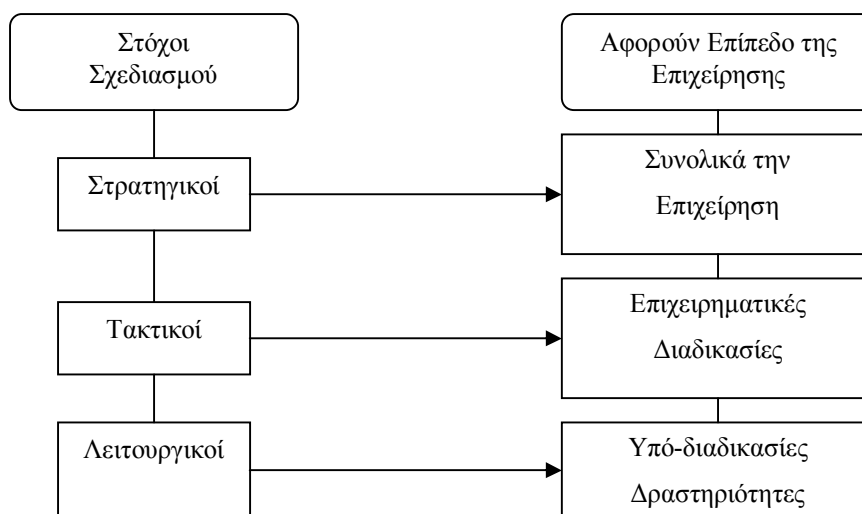 Στόχοι
Σχεδιασμού
Αφορούν Επίπεδο της
Επιχείρησης
Στρατηγικοί
Συνολικά την
Επιχείρηση
Τακτικοί
Επιχειρηματικές
Διαδικασίες
Λειτουργικοί
Υπό-διαδικασίες
Δραστηριότητες